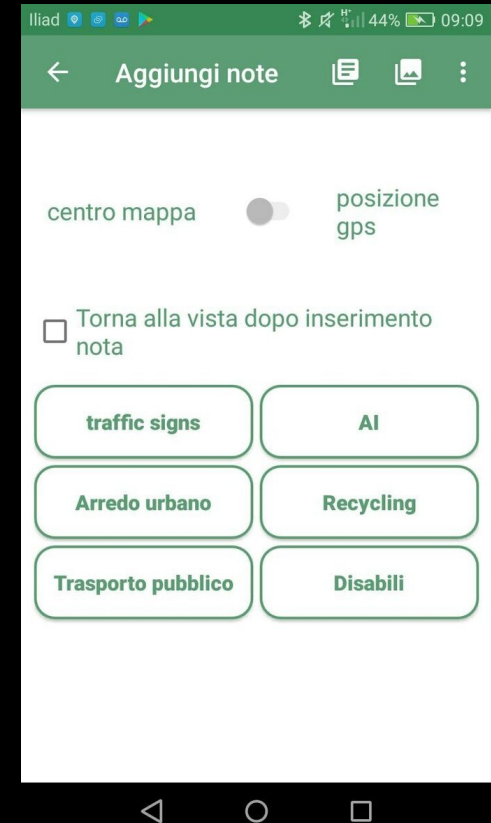 Iliad H+ 44% 09:09
Aggiungi note
centro mappa
posizione
gps
Torna alla vista dopo inserimento
nota
traffic signs
AI
Arredo urbano
Recycling
Trasporto pubblico
Disabili